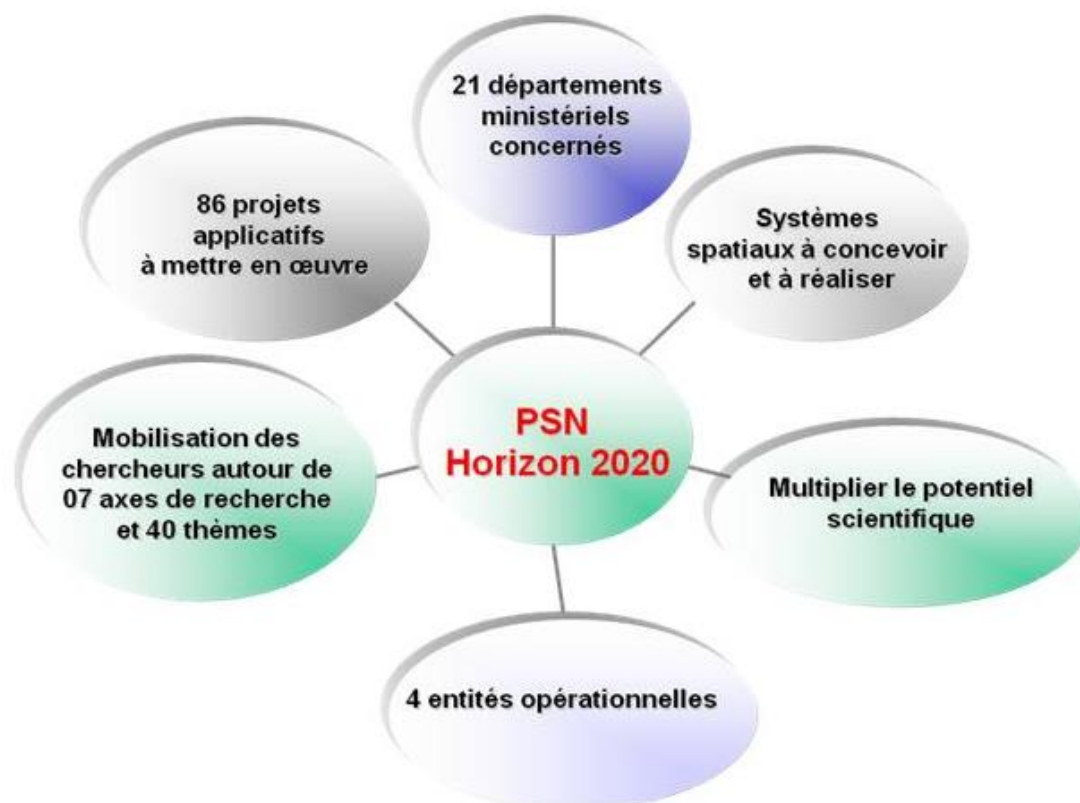 21 départements
ministériels
concernés
86 projets
applicatifs
à mettre en œuvre
Systèmes
spatiaux à concevoir
et à réaliser
PSN
Horizon 2020
Mobilisation des
chercheurs autour de
07 axes de recherche
et 40 thèmes
Multiplier le potentiel
scientifique
4 entités opérationnelles